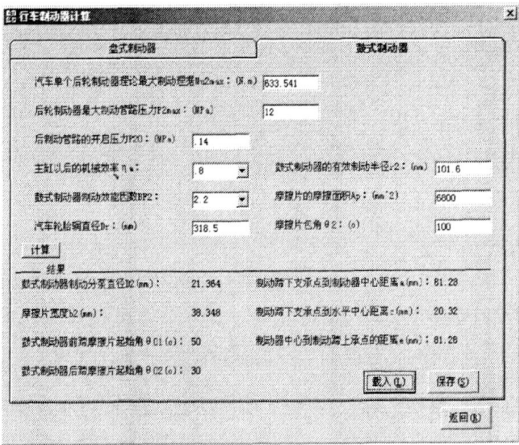 行车制动器计算
盘式制动器 鼓式制动器
汽车单个后轮制动器理论最大制动力矩Mu2max: (N.m) 633.541
后轮制动器最大制动管路压力P2max: (MPa) 12
后制动管路的开启压力P20: (MPa) .14
主缸以后的机械效率ηm: .8 鼓式制动器的有效制动半径r2: (mm) 101.6
鼓式制动器制动效能因数BF2: 2.2 摩擦片的摩擦面积Ap: (mm^2) 6800
汽车轮胎辋直径Dr: (mm) 318.5 摩擦片包角θ2: (o) 100
计算
结果
鼓式制动器制动分泵直径D2(mm): 21.364 制动蹄下支承点到制动器中心距离a(mm): 81.28
摩擦片宽度b2(mm): 38.348 制动蹄下支承点到水平中心距离c(mm): 20.32
鼓式制动器前蹄摩擦片起始角θ01(o): 50 制动器中心到制动蹄上承点的距离e(mm): 81.28
鼓式制动器后蹄摩擦片起始角θ02(o): 30
载入(L) 保存(S)
返回(B)